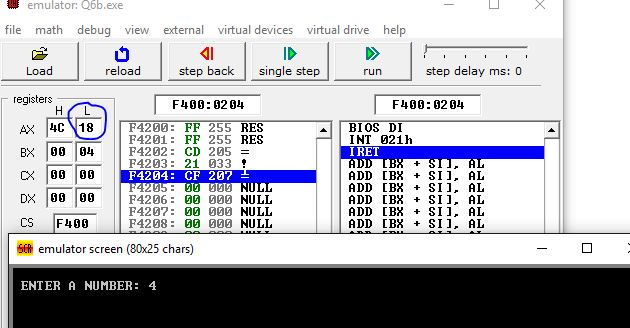 emulator: Q6b.exe
file math debug view external virtual devices virtual drive help
Load reload step back single step run step delay ms: 0
registers F400:0204 F400:0204
H L
AX 4C 18
BX 00 04
CX 00 00
DX 00 00
CS F400
F4200: FF 255 RES
F4201: FF 255 RES
F4202: CD 205 =
F4203: 21 033 !
F4204: CF 207 ╧
F4205: 00 000 NULL
F4206: 00 000 NULL
F4207: 00 000 NULL
F4208: 00 000 NULL
BIOS DI
INT 021h
IRET
ADD [BX + SI], AL
ADD [BX + SI], AL
ADD [BX + SI], AL
ADD [BX + SI], AL
ADD [BX + SI], AL
SCR emulator screen (80x25 chars)
ENTER A NUMBER: 4